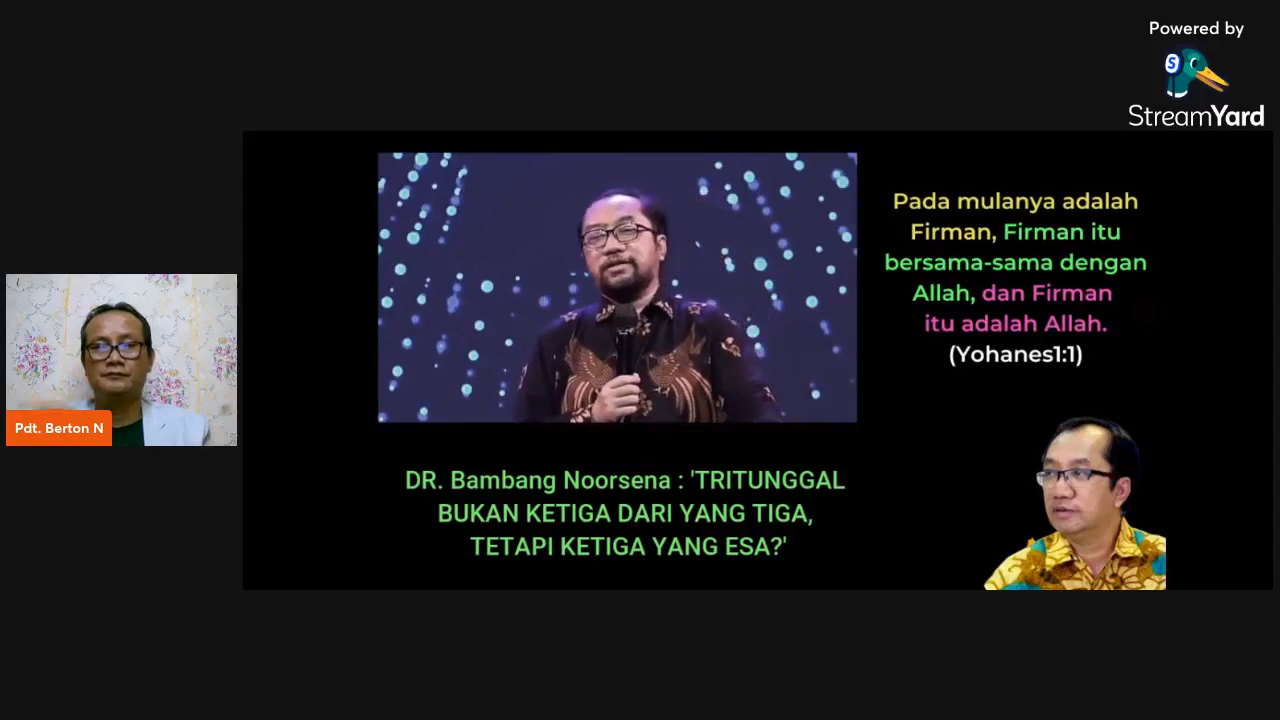 Powered by
S
StreamYard
Pada mulanya adalah
Firman, Firman itu
bersama-sama dengan
Allah, dan Firman
itu adalah Allah.
(Yohanes1:1)
Pdt. Berton N
DR. Bambang Noorsena : 'TRITUNGGAL
BUKAN KETIGA DARI YANG TIGA,
TETAPI KETIGA YANG ESA?'